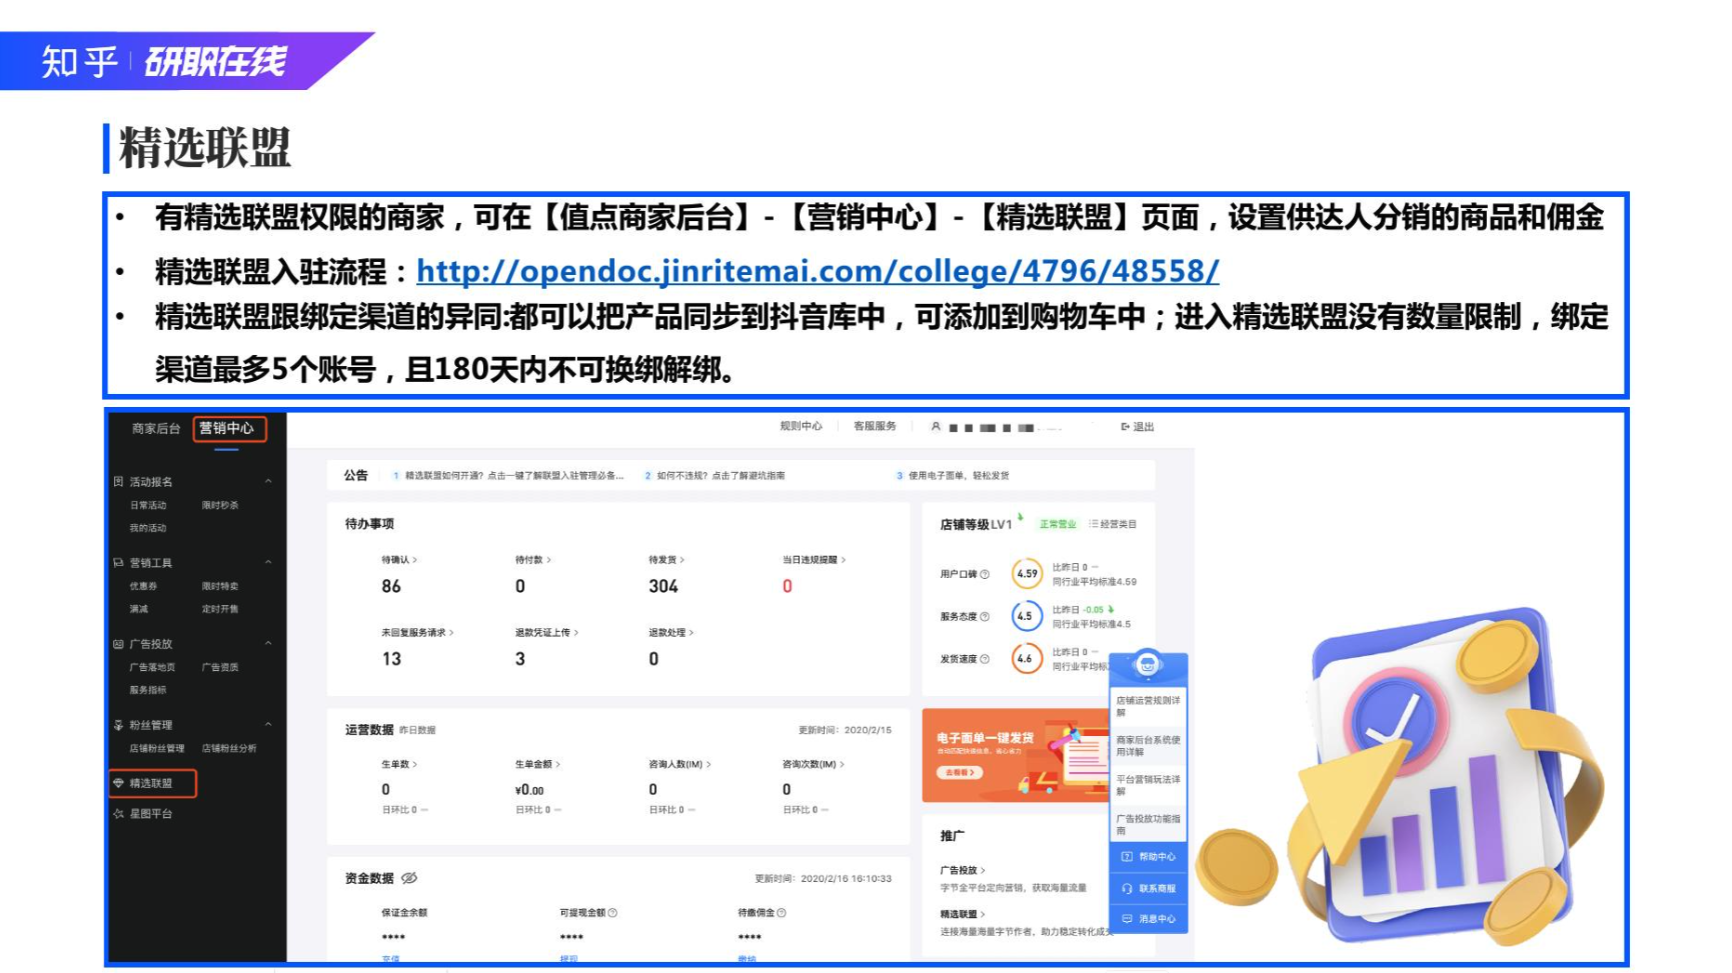 知乎 研职在线
精选联盟
• 有精选联盟权限的商家，可在【值点商家后台】-【营销中心】-【精选联盟】页面，设置供达人分销的商品和佣金
• 精选联盟入驻流程：http://opendoc.jinritemai.com/college/4796/48558/
• 精选联盟跟绑定渠道的异同:都可以把产品同步到抖音库中，可添加到购物车中；进入精选联盟没有数量限制，绑定
渠道最多5个账号，且180天内不可换绑解绑。
商家后台 营销中心 规则中心 客服服务 退出
活动报名
日常活动 限时秒杀
我的活动
营销工具
优惠券 限时特卖
满减 定时开售
广告投放
广告落地页 广告资质
服务指标
粉丝管理
店铺粉丝管理 店铺粉丝分析
精选联盟
星图平台
公告 1 精选联盟如何开通？点击一键了解联盟入驻管理必备... 2 如何不违规？点击了解避坑指南 3 使用电子面单，轻松发货
待办事项
待确认 > 待付款 > 待发货 > 当日违规提醒 >
86 0 304 0
未回复服务请求 > 退款凭证上传 > 退款处理 >
13 3 0
店铺等级LV1 正常营业 经营类目
用户口碑 4.59 比昨日 0 —
同行业平均标准4.59
服务态度 4.5 比昨日 -0.05
同行业平均标准4.5
发货速度 4.6 比昨日 0 —
同行业平均标
运营数据 昨日数据 更新时间：2020/2/15
生单数 > 生单金额 > 咨询人数(IM) > 咨询次数(IM) >
0 ¥0.00 0 0
日环比 0 — 日环比 0 — 日环比 0 — 日环比 0 —
电子面单一键发货
去看看 >
资金数据 更新时间：2020/2/16 16:10:33
保证金余额 可提现金额 待缴佣金
**** **** ****
充值 提现 缴纳
推广
广告投放 >
字节全平台定向营销，获取海量流量
精选联盟 >
连接海量海量字节作者，助力稳定转化成
店铺运营规则详
解
商家后台系统使
用详解
平台营销玩法详
解
广告投放功能指
南
帮助中心
联系商服
消息中心